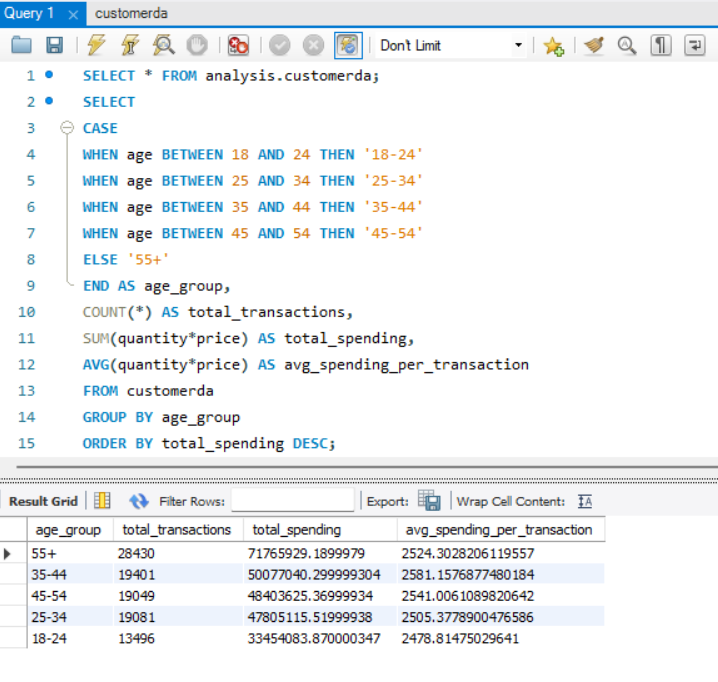 Query 1 customerda
Don't Limit
1 SELECT * FROM analysis.customerda;
2 SELECT
3 CASE
4 WHEN age BETWEEN 18 AND 24 THEN '18-24'
5 WHEN age BETWEEN 25 AND 34 THEN '25-34'
6 WHEN age BETWEEN 35 AND 44 THEN '35-44'
7 WHEN age BETWEEN 45 AND 54 THEN '45-54'
8 ELSE '55+'
9 END AS age_group,
10 COUNT(*) AS total_transactions,
11 SUM(quantity*price) AS total_spending,
12 AVG(quantity*price) AS avg_spending_per_transaction
13 FROM customerda
14 GROUP BY age_group
15 ORDER BY total_spending DESC;
Result Grid Filter Rows: Export: Wrap Cell Content: IA
age_group total_transactions total_spending avg_spending_per_transaction
55+ 28430 71765929.1899979 2524.3028206119557
35-44 19401 50077040.299999304 2581.1576877480184
45-54 19049 48403625.36999934 2541.0061089820642
25-34 19081 47805115.51999938 2505.3778900476586
18-24 13496 33454083.870000347 2478.81475029641